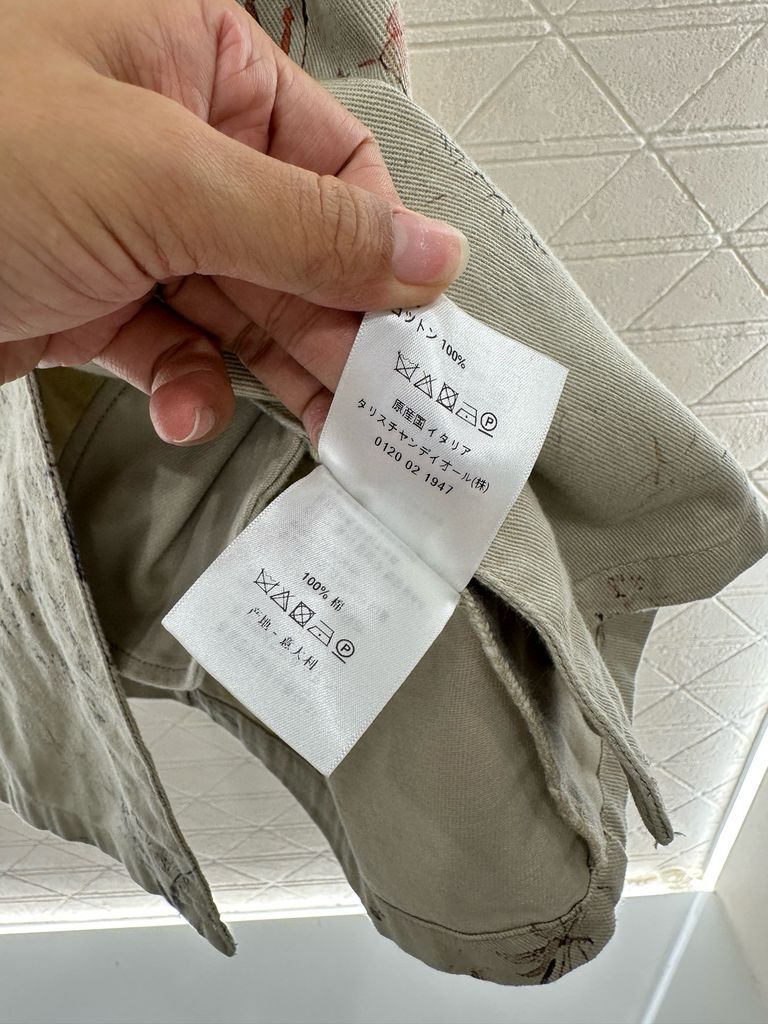 コットン 100%
P
原産国 イタリア
タリスチャンディオール(株)
0120 02 1947
100% 棉
P
产地 - 意大利